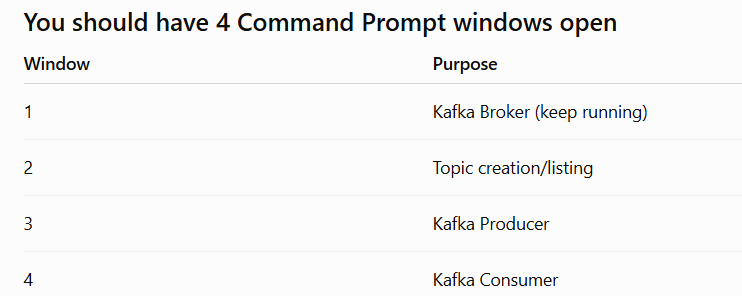 You should have 4 Command Prompt windows open
Window Purpose
1 Kafka Broker (keep running)
2 Topic creation/listing
3 Kafka Producer
4 Kafka Consumer